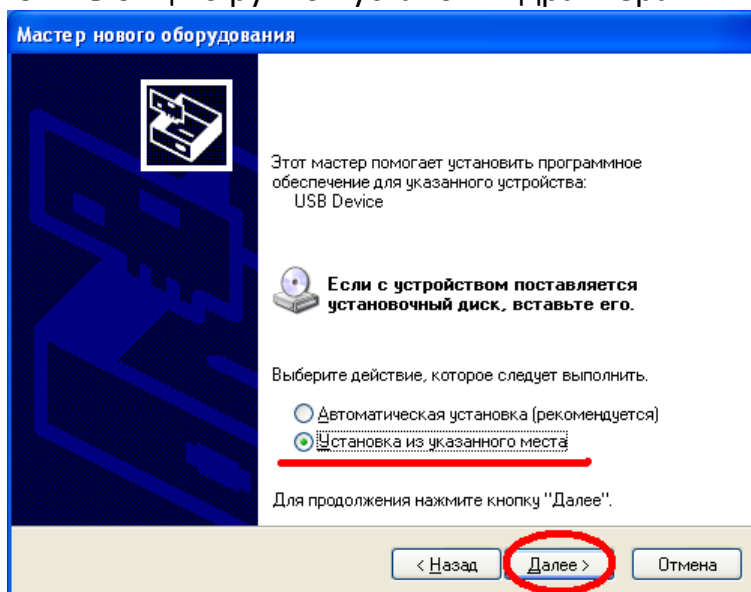 Мастер нового оборудования
Этот мастер помогает установить программное
обеспечение для указанного устройства:
USB Device
Если с устройством поставляется
установочный диск, вставьте его.
Выберите действие, которое следует выполнить.
Автоматическая установка (рекомендуется)
Установка из указанного места
Для продолжения нажмите кнопку "Далее".
< Назад
Далее >
Отмена